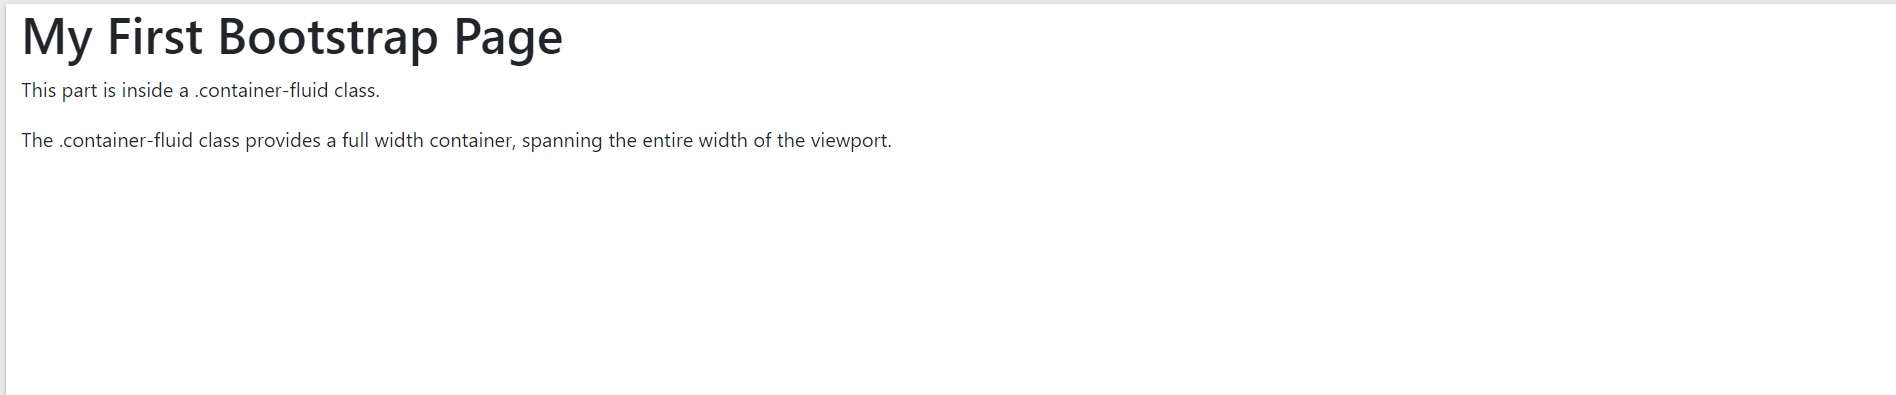 My First Bootstrap Page
This part is inside a .container-fluid class.
The .container-fluid class provides a full width container, spanning the entire width of the viewport.